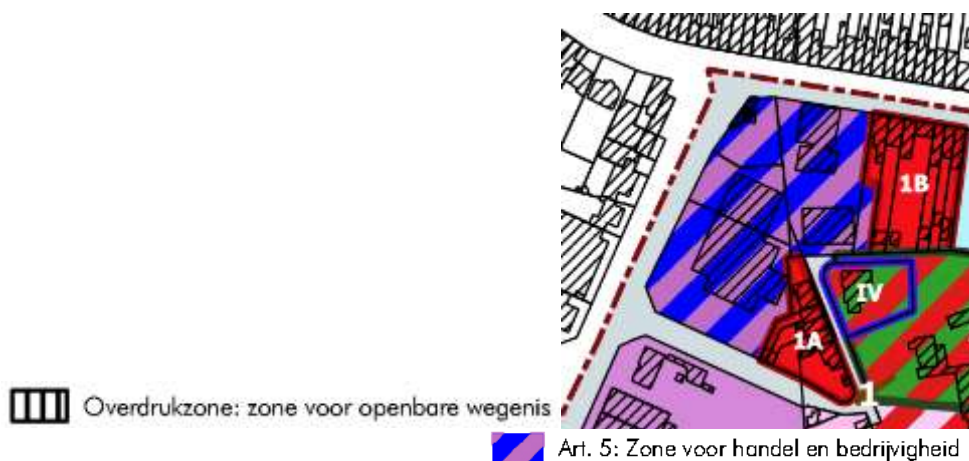 1B
IV
1A
1
Overdrukzone: zone voor openbare wegenis
Art. 5: Zone voor handel en bedrijvigheid